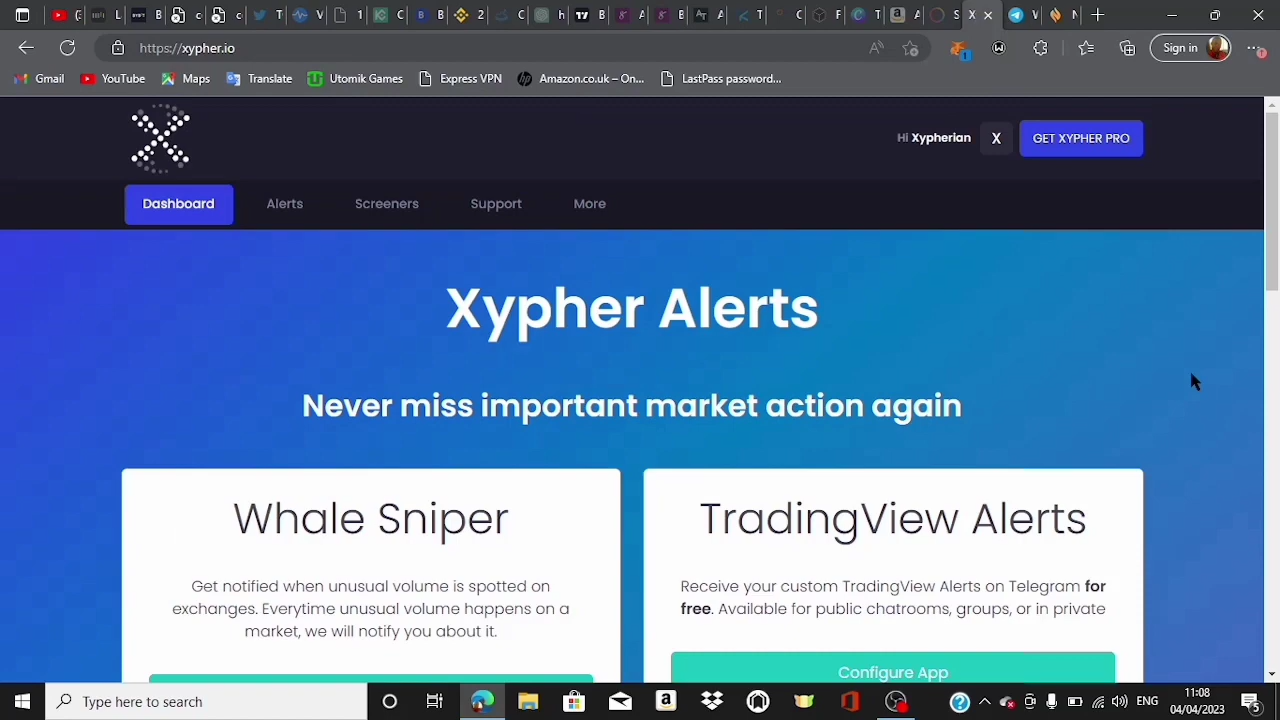 https://xypher.io
Sign in
Gmail
YouTube
Maps
Translate
Utomik Games
Express VPN
Amazon.co.uk – On...
LastPass password...
Hi Xypherian
X
GET XYPHER PRO
Dashboard
Alerts
Screeners
Support
More
Xypher Alerts
Never miss important market action again
Whale Sniper
Get notified when unusual volume is spotted on
exchanges. Everytime unusual volume happens on a
market, we will notify you about it.
TradingView Alerts
Receive your custom TradingView Alerts on Telegram for
free. Available for public chatrooms, groups, or in private
Configure App
Type here to search
ENG
11:08
04/04/2023
5